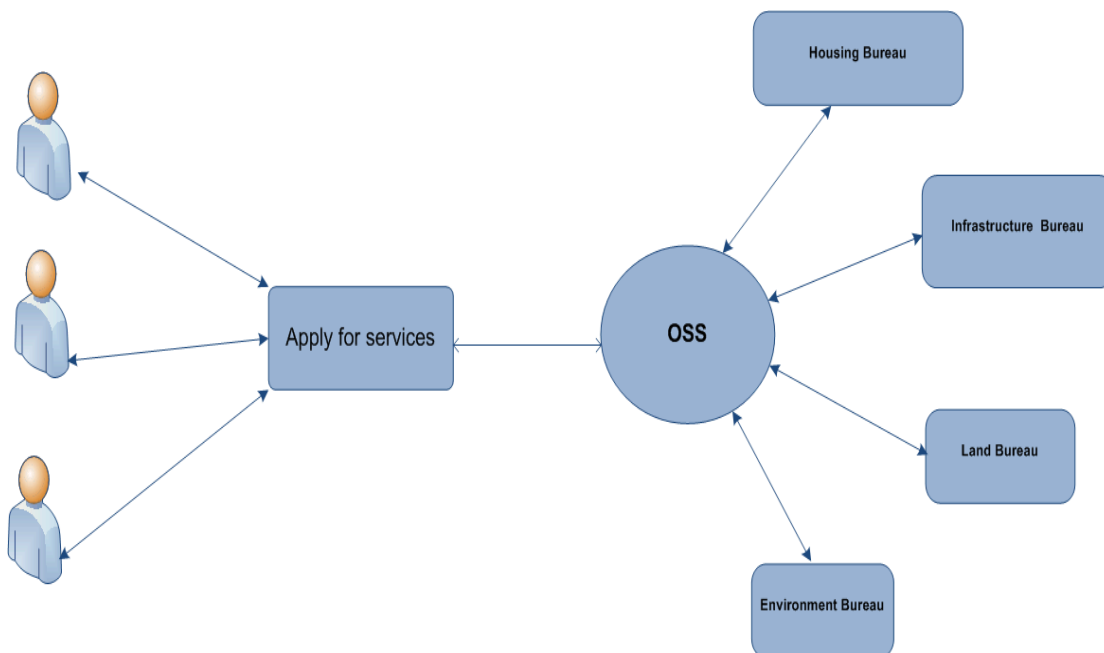 Housing Bureau
Infrastructure Bureau
Apply for services
OSS
Land Bureau
Environment Bureau